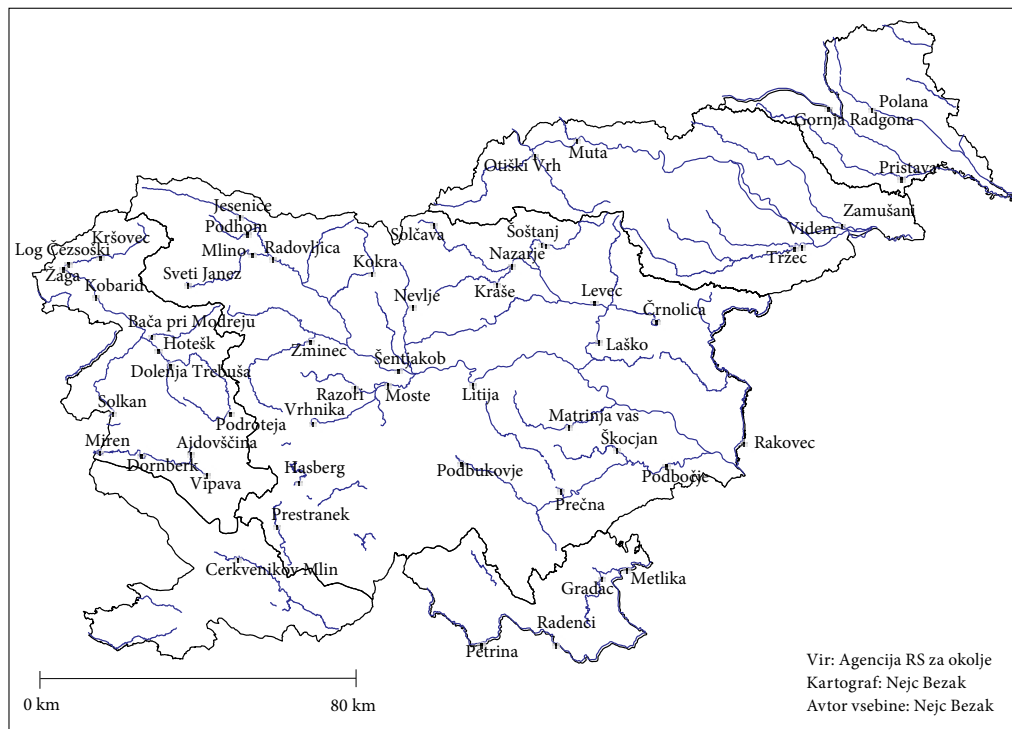 Polana
Gornja Radgona
Muta
Otiški Vrh
Pristava
Jesenice
Zamušani
Podhom
Solčava
Šoštanj
Videm
Kršovec
Log Čezsoški
Mlino
Radovljica
Nazarje
Tržec
Žaga
Sveti Janez
Kokra
Kobarid
Nevlje
Kraše
Levec
Črnolica
Bača pri Modreju
Hotešk
Žminec
Laško
Šentjakob
Dolenja Trebuša
Razori
Moste
Litija
Solkan
Vrhnika
Podroteja
Matrinja vas
Miren
Ajdovščina
Škocjan
Rakovec
Dornberk
Hasberg
Podbukovje
Podbočje
Vipava
Prečna
Prestranek
Cerkvenikov Mlin
Metlika
Gradac
Radenci
Petrina
0 km
80 km
Vir: Agencija RS za okolje
Kartograf: Nejc Bezak
Avtor vsebine: Nejc Bezak